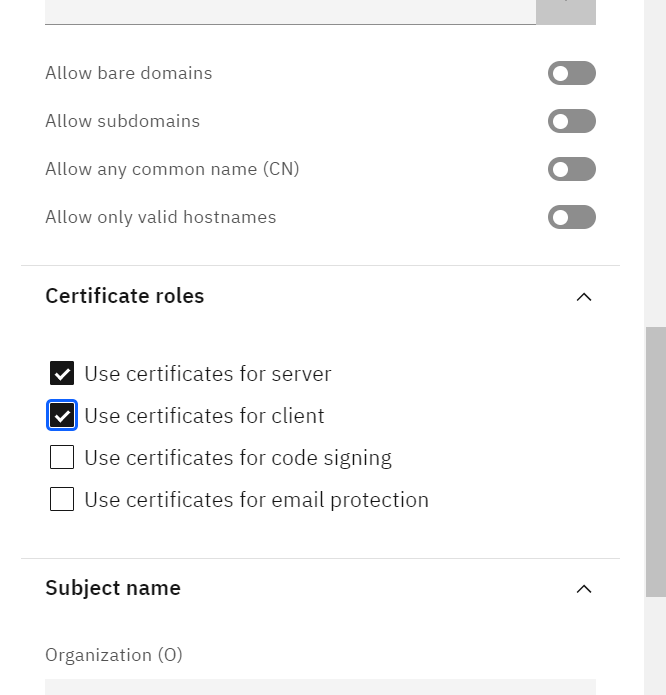 Allow bare domains
Allow subdomains
Allow any common name (CN)
Allow only valid hostnames
Certificate roles
Use certificates for server
Use certificates for client
Use certificates for code signing
Use certificates for email protection
Subject name
Organization (O)